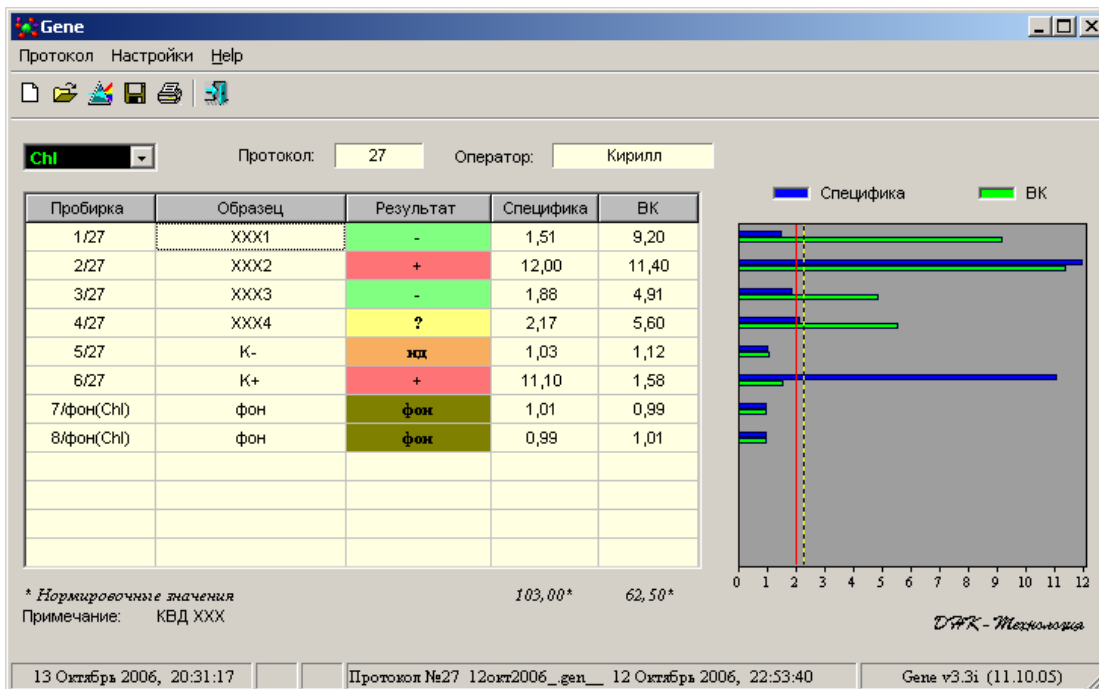 Gene
Протокол Настройки Help
Chl Протокол: 27 Оператор: Кирилл
Специфика ВК
Пробирка Образец Результат Специфика ВК
1/27 XXX1 - 1,51 9,20
2/27 XXX2 + 12,00 11,40
3/27 XXX3 - 1,88 4,91
4/27 XXX4 ? 2,17 5,60
5/27 К- нд 1,03 1,12
6/27 К+ + 11,10 1,58
7/фон(Chl) фон фон 1,01 0,99
8/фон(Chl) фон фон 0,99 1,01
0 1 2 3 4 5 6 7 8 9 10 11 12
* Нормировочные значения 103,00* 62,50*
Примечание: КВД XXX
ДНК-Технология
13 Октябрь 2006, 20:31:17 Протокол №27 12окт2006_.gen__ 12 Октябрь 2006, 22:53:40 Gene v3.3i (11.10.05)